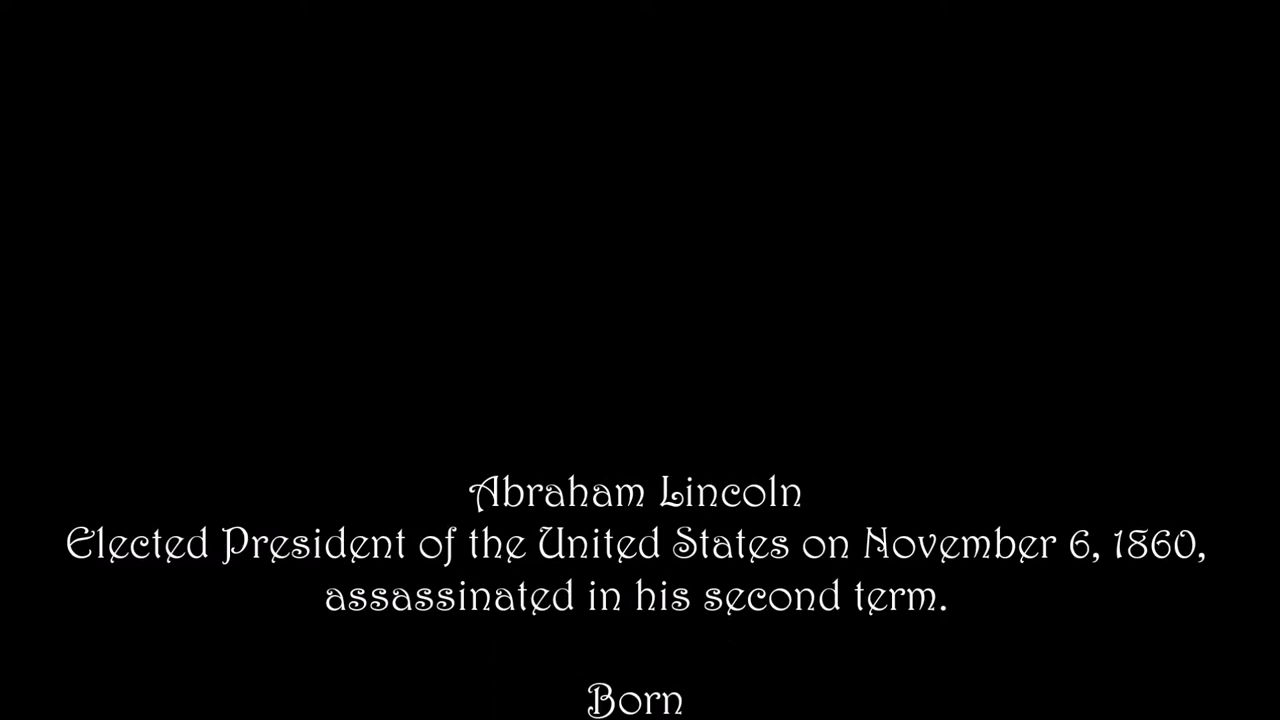 Abraham Lincoln
Elected President of the United States on November 6, 1860,
assassinated in his second term.
Born